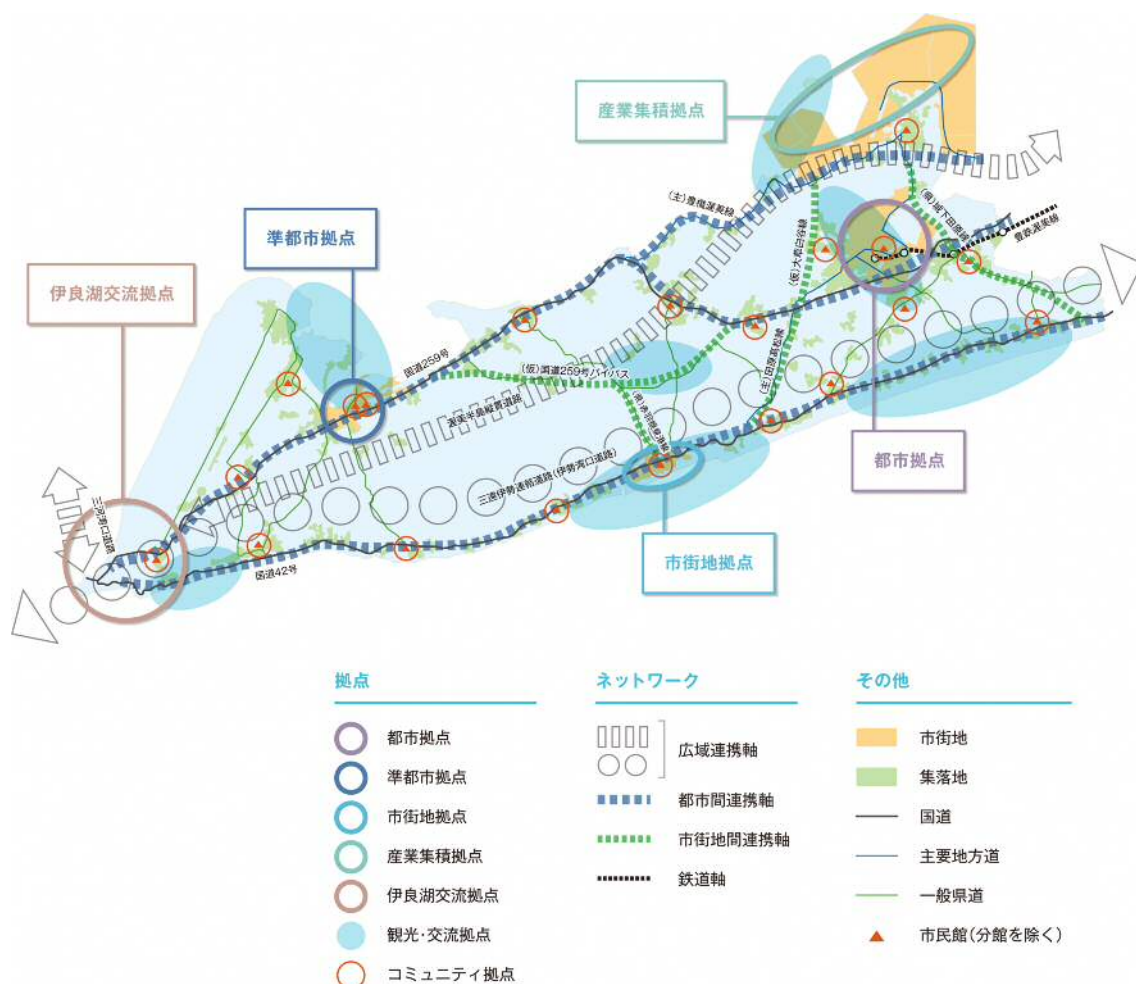 産業集積拠点
(主)豊橋渥美線
(県)城下田原線
豊鉄渥美線
準都市拠点
(仮)大草白谷線
伊良湖交流拠点
国道259号
(仮)国道259号バイパス
(主)田原高松線
渥美半島縦貫道路
都市拠点
三遠伊勢連絡道路(伊勢湾口道路)
三河湾口道路
市街地拠点
国道42号
拠点
都市拠点
準都市拠点
市街地拠点
産業集積拠点
伊良湖交流拠点
観光・交流拠点
コミュニティ拠点
ネットワーク
広域連携軸
都市間連携軸
市街地間連携軸
鉄道軸
その他
市街地
集落地
国道
主要地方道
一般県道
市民館(分館を除く)